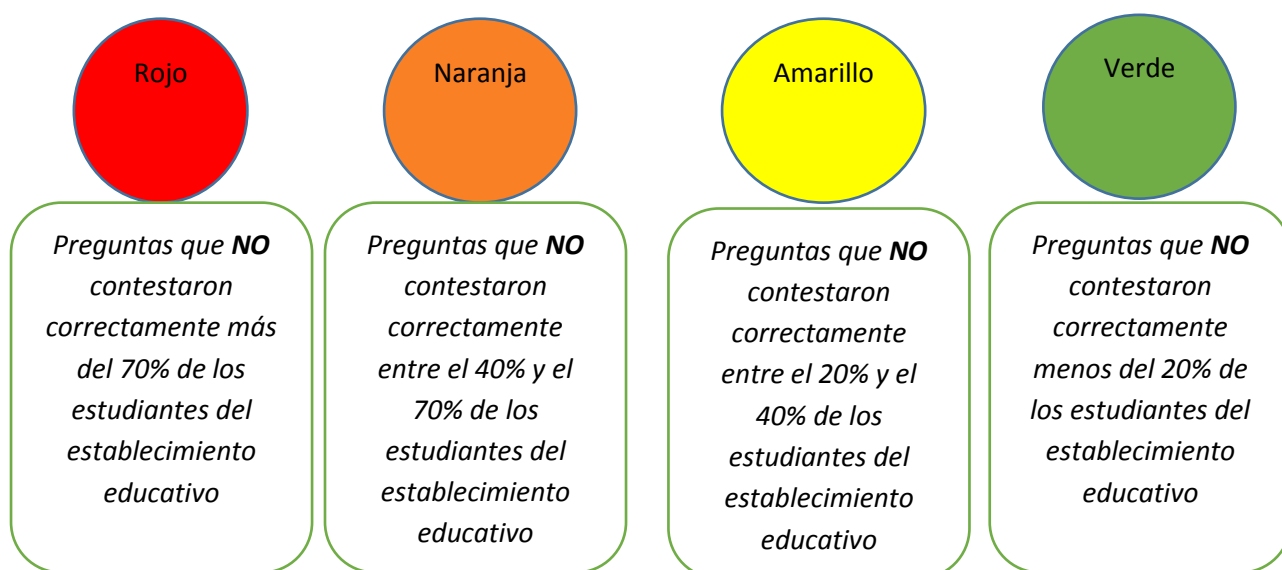 Rojo
Preguntas que NO
contestaron
correctamente más
del 70% de los
estudiantes del
establecimiento
educativo
Naranja
Preguntas que NO
contestaron
correctamente
entre el 40% y el
70% de los
estudiantes del
establecimiento
educativo
Amarillo
Preguntas que NO
contestaron
correctamente
entre el 20% y el
40% de los
estudiantes del
establecimiento
educativo
Verde
Preguntas que NO
contestaron
correctamente
menos del 20% de
los estudiantes del
establecimiento
educativo